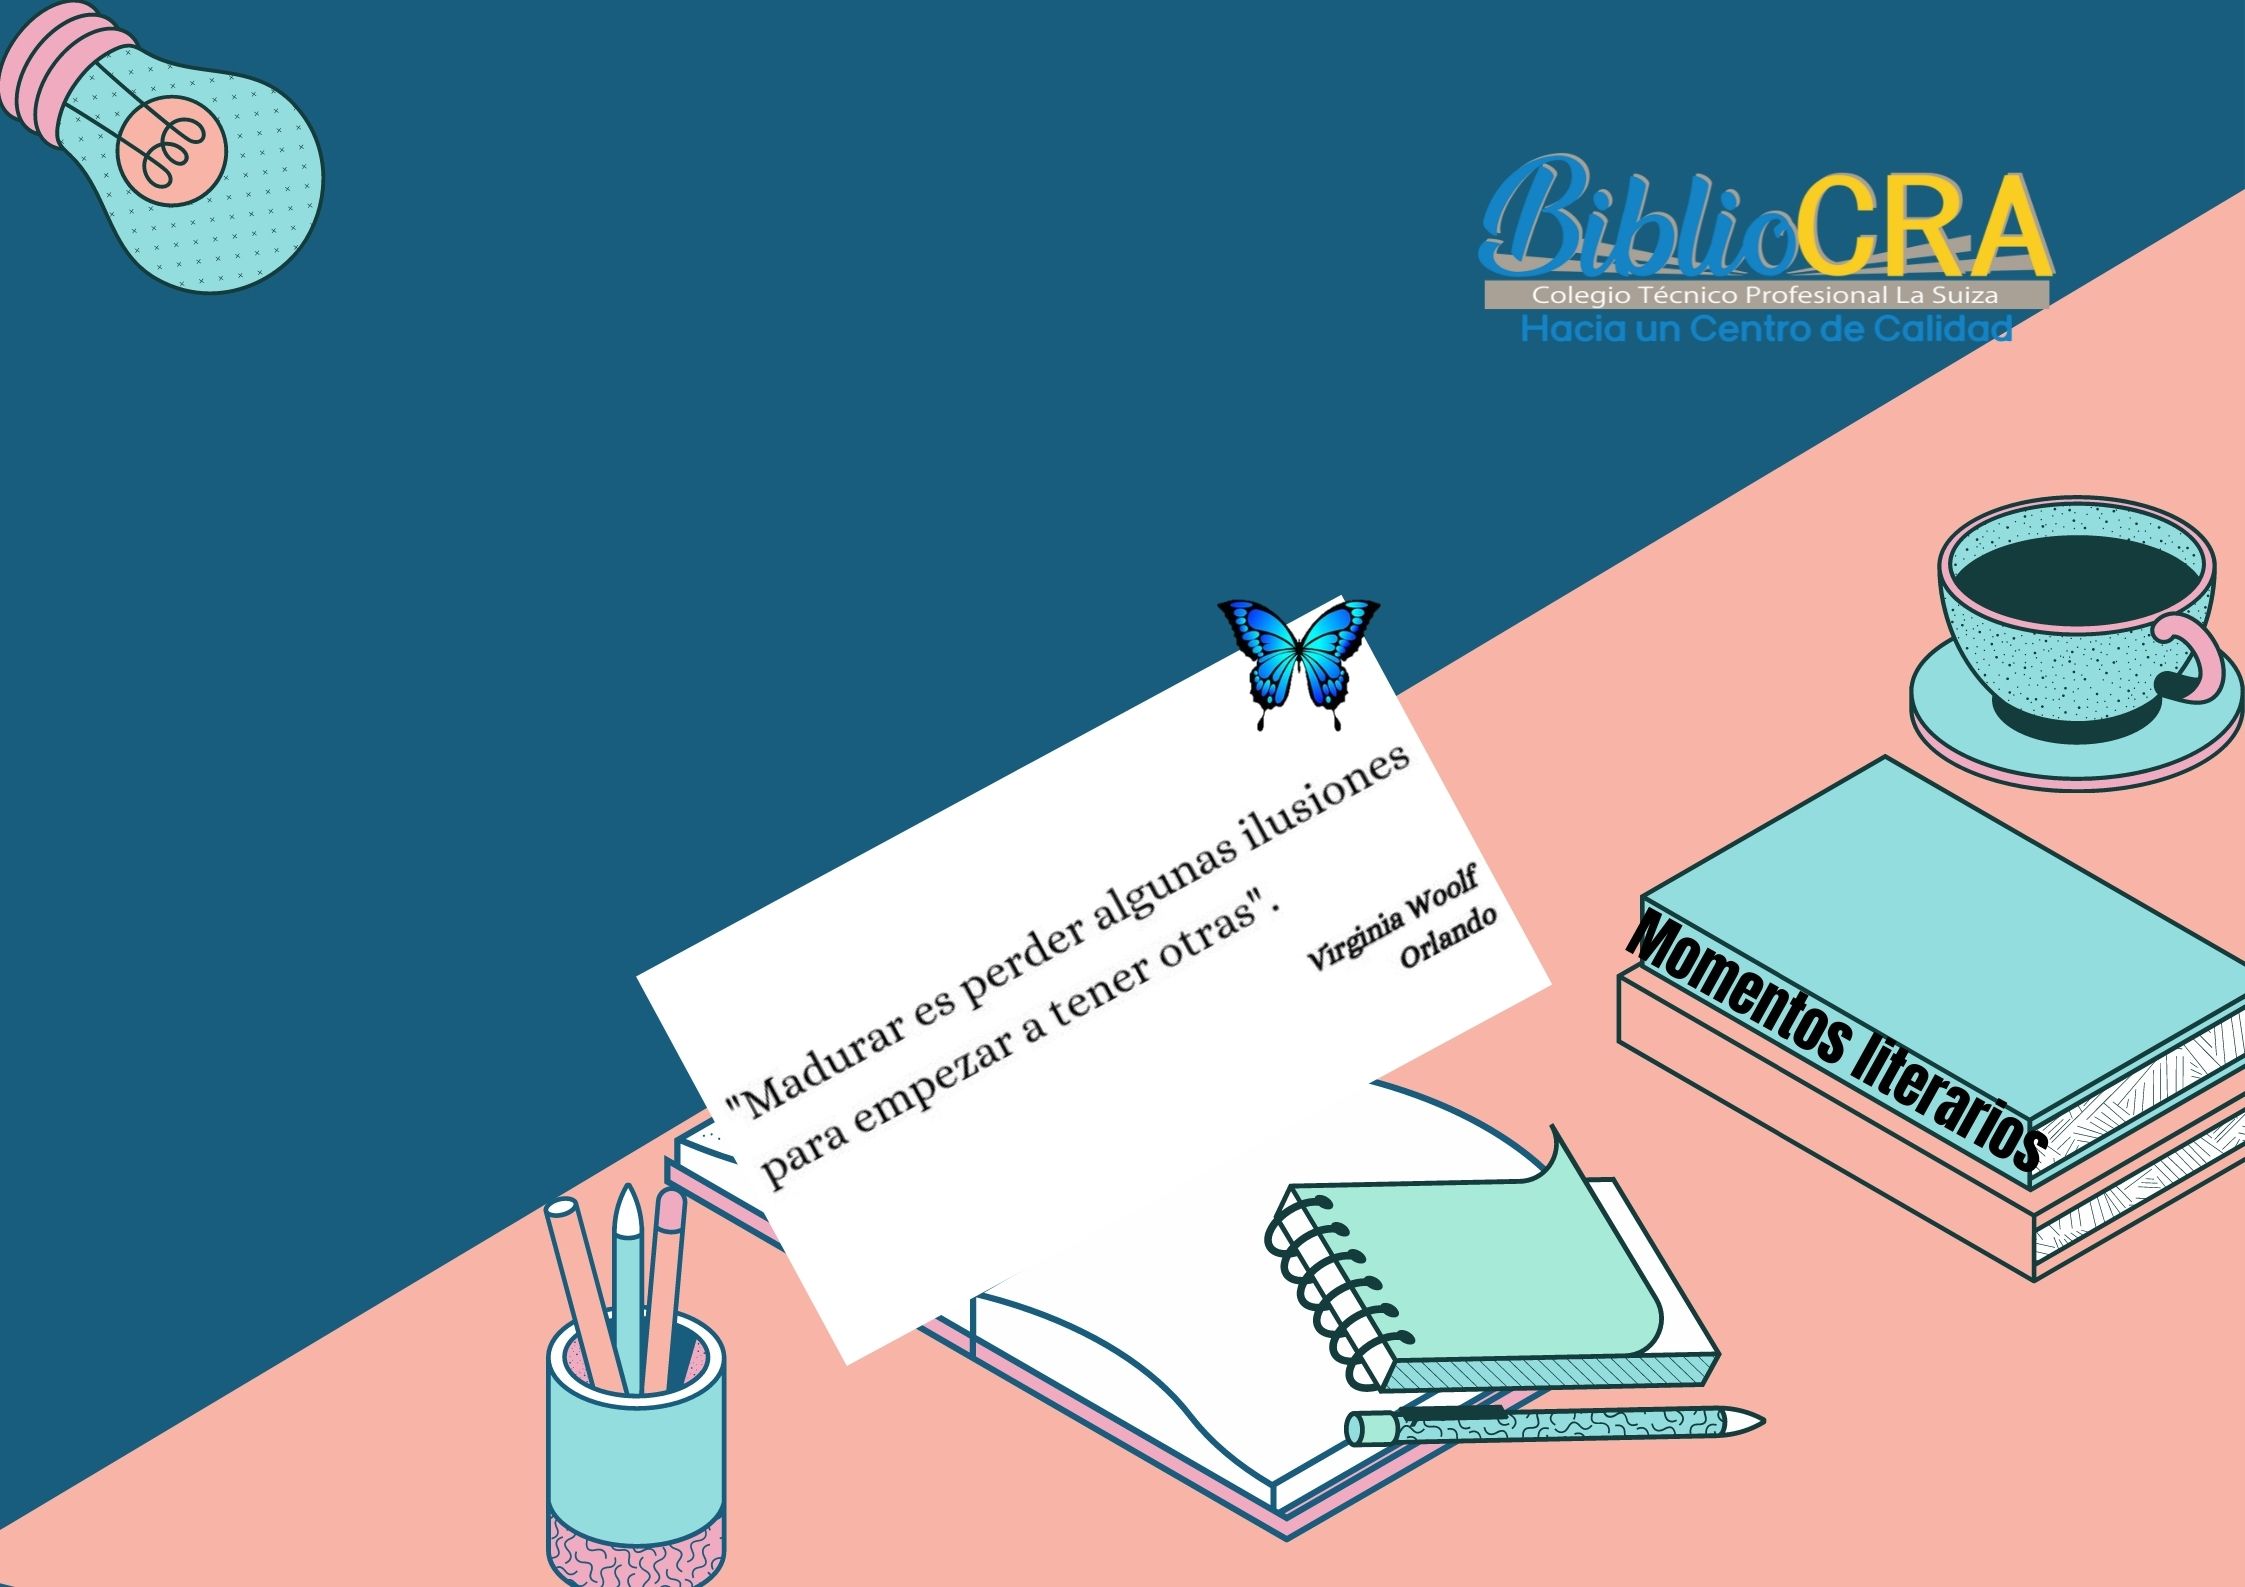 BiblioCRA
Colegio Técnico Profesional La Suiza
Hacia un Centro de Calidad
"Madurar es perder algunas ilusiones
para empezar a tener otras".
Virginia Woolf
Orlando
Momentos literarios